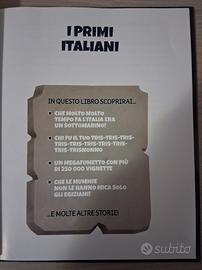 I PRIMI
ITALIANI
IN QUESTO LIBRO SCOPRIRAI...
• CHE MOLTO MOLTO
TEMPO FA L'ITALIA ERA
UN SOTTOMARINO!
• CHI FU IL TUO TRIS-TRIS-TRIS-
TRIS-TRIS-TRIS-TRIS-TRIS-
TRIS-TRISNONNO
• UN MEGAFUMETTO CON PIÙ
DI 250 000 VIGNETTE
• CHE LE MUMMIE
NON LE HANNO MICA SOLO
GLI EGIZIANI!
...E MOLTE ALTRE STORIE!
subito